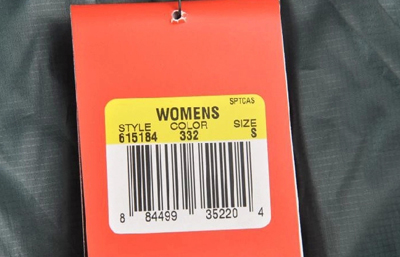 SPTCAS
WOMENS
STYLE COLOR SIZE
615184 332 S
8 84499 35220 4